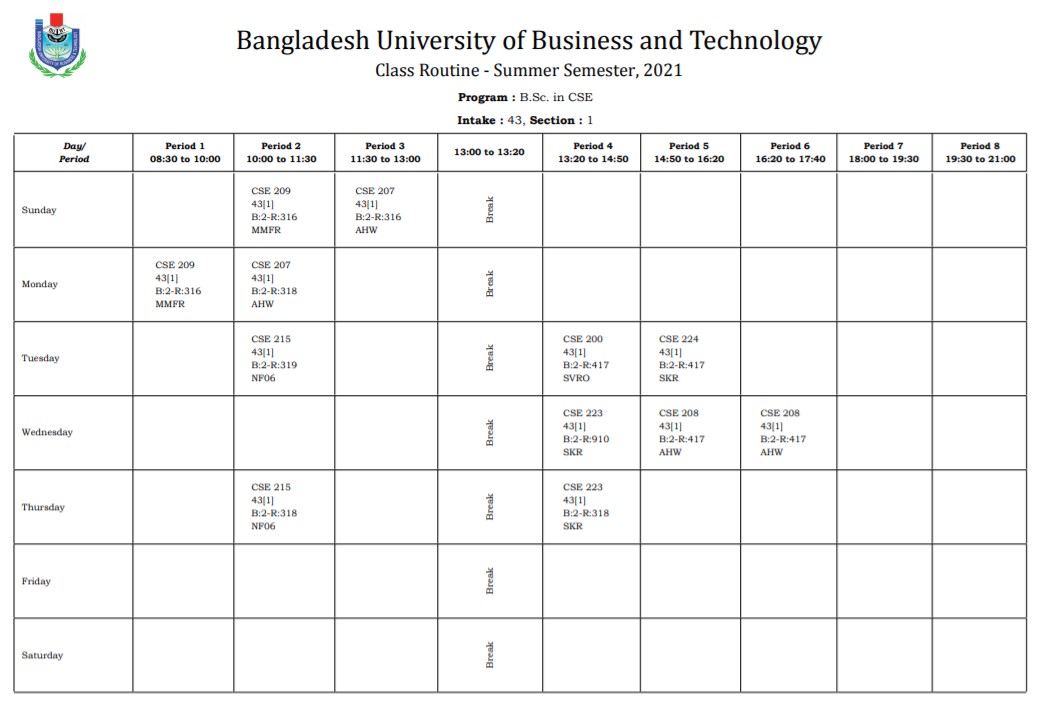 Bangladesh University of Business and Technology
Class Routine - Summer Semester, 2021
Program : B.Sc. in CSE
Intake : 43, Section : 1
Day/
Period
Period 1
08:30 to 10:00
Period 2
10:00 to 11:30
Period 3
11:30 to 13:00
13:00 to 13:20
Period 4
13:20 to 14:50
Period 5
14:50 to 16:20
Period 6
16:20 to 17:40
Period 7
18:00 to 19:30
Period 8
19:30 to 21:00
Sunday
CSE 209
43[1]
B:2-R:316
MMFR
CSE 207
43[1]
B:2-R:316
AHW
Break
Monday
CSE 209
43[1]
B:2-R:316
MMFR
CSE 207
43[1]
B:2-R:318
AHW
Break
Tuesday
CSE 215
43[1]
B:2-R:319
NF06
Break
CSE 200
43[1]
B:2-R:417
SVRO
CSE 224
43[1]
B:2-R:417
SKR
Wednesday
Break
CSE 223
43[1]
B:2-R:910
SKR
CSE 208
43[1]
B:2-R:417
AHW
CSE 208
43[1]
B:2-R:417
AHW
Thursday
CSE 215
43[1]
B:2-R:318
NF06
Break
CSE 223
43[1]
B:2-R:318
SKR
Friday
Break
Saturday
Break